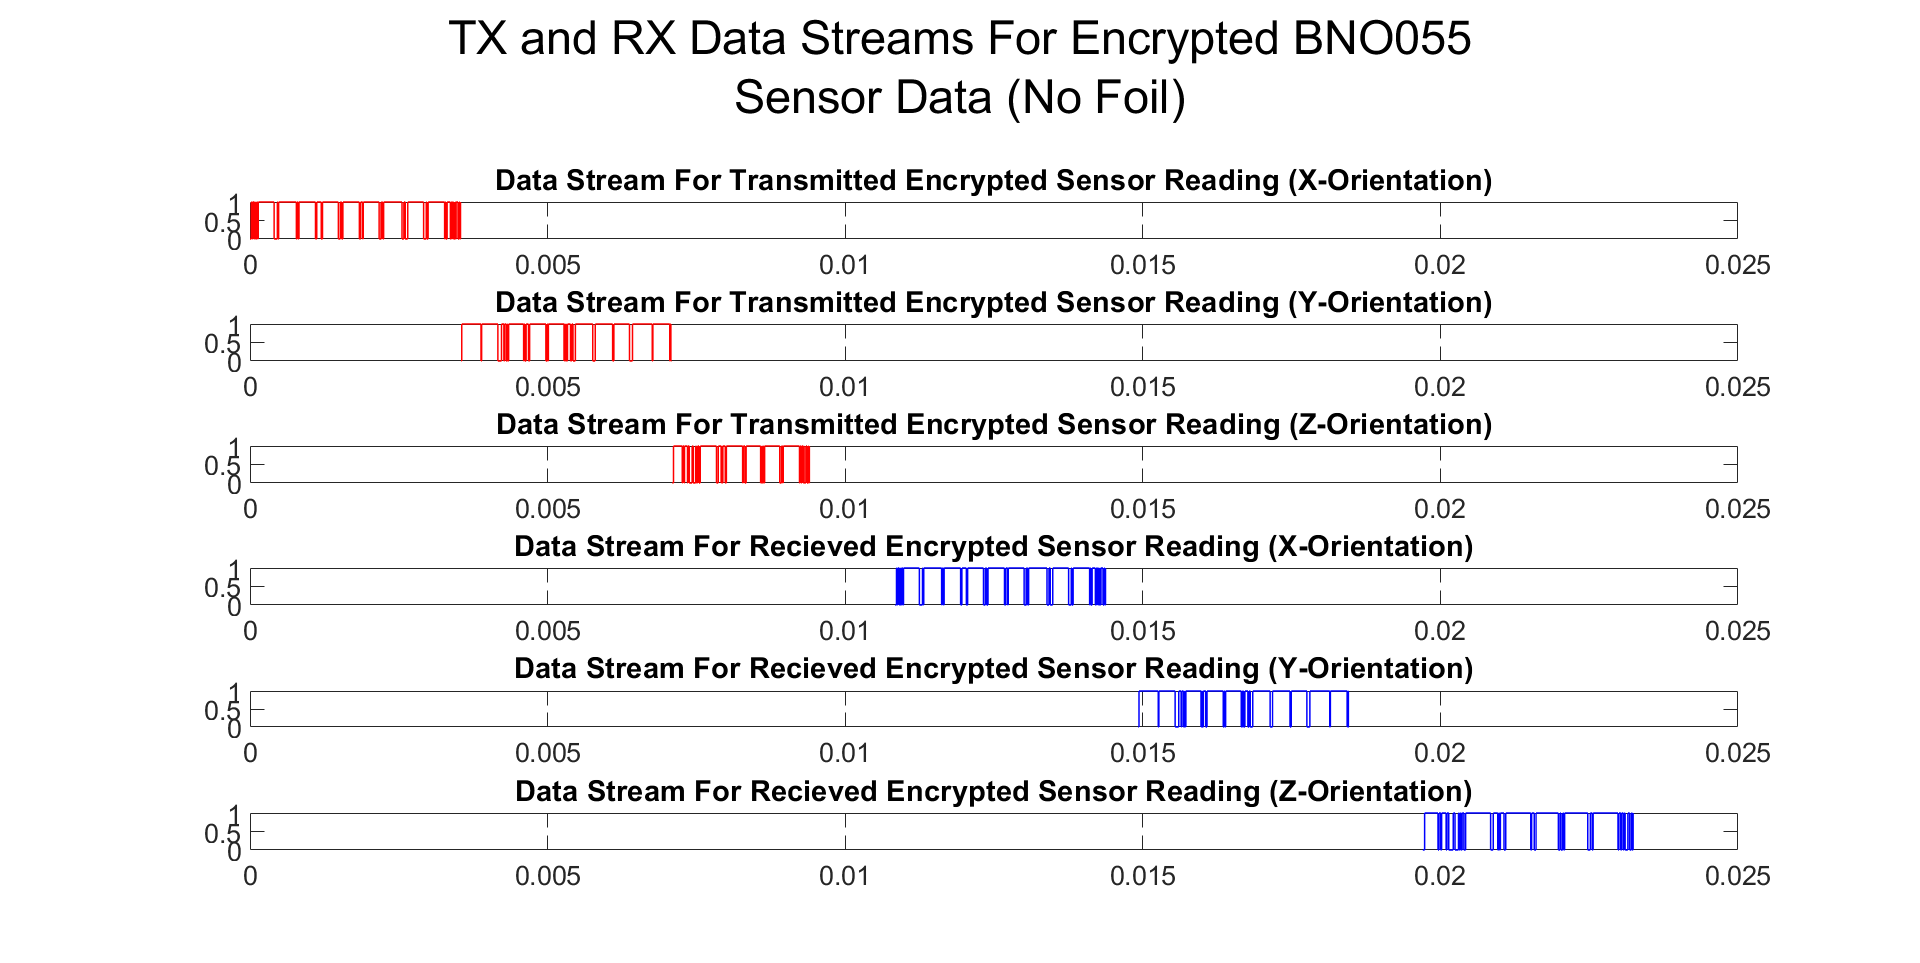 TX and RX Data Streams For Encrypted BNO055
Sensor Data (No Foil)
Data Stream For Transmitted Encrypted Sensor Reading (X-Orientation)
1
0.5
0
0 0.005 0.01 0.015 0.02 0.025
Data Stream For Transmitted Encrypted Sensor Reading (Y-Orientation)
1
0.5
0
0 0.005 0.01 0.015 0.02 0.025
Data Stream For Transmitted Encrypted Sensor Reading (Z-Orientation)
1
0.5
0
0 0.005 0.01 0.015 0.02 0.025
Data Stream For Recieved Encrypted Sensor Reading (X-Orientation)
1
0.5
0
0 0.005 0.01 0.015 0.02 0.025
Data Stream For Recieved Encrypted Sensor Reading (Y-Orientation)
1
0.5
0
0 0.005 0.01 0.015 0.02 0.025
Data Stream For Recieved Encrypted Sensor Reading (Z-Orientation)
1
0.5
0
0 0.005 0.01 0.015 0.02 0.025